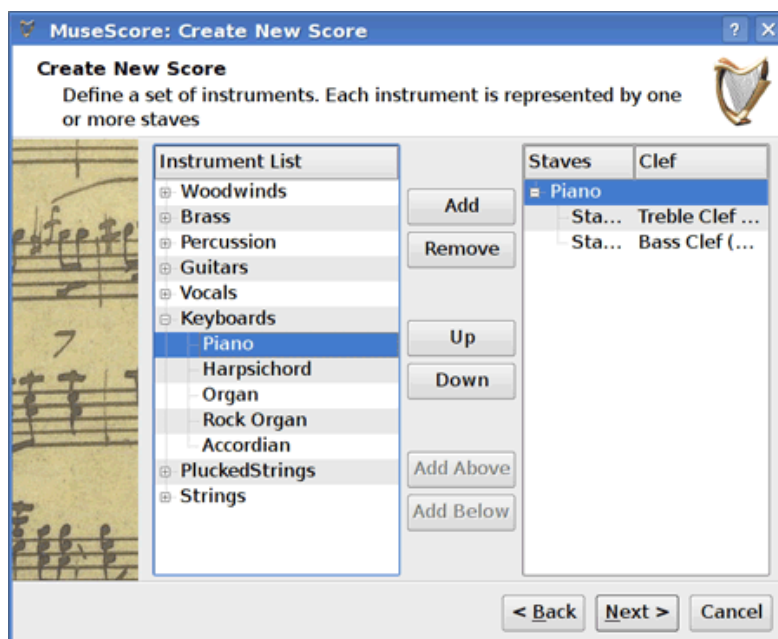 MuseScore: Create New Score
Create New Score
Define a set of instruments. Each instrument is represented by one
or more staves
Instrument List
Woodwinds
Brass
Percussion
Guitars
Vocals
Keyboards
Piano
Harpsichord
Organ
Rock Organ
Accordian
PluckedStrings
Strings
Add
Remove
Up
Down
Add Above
Add Below
Staves Clef
Piano
Sta... Treble Clef ...
Sta... Bass Clef (...
7
< Back Next > Cancel